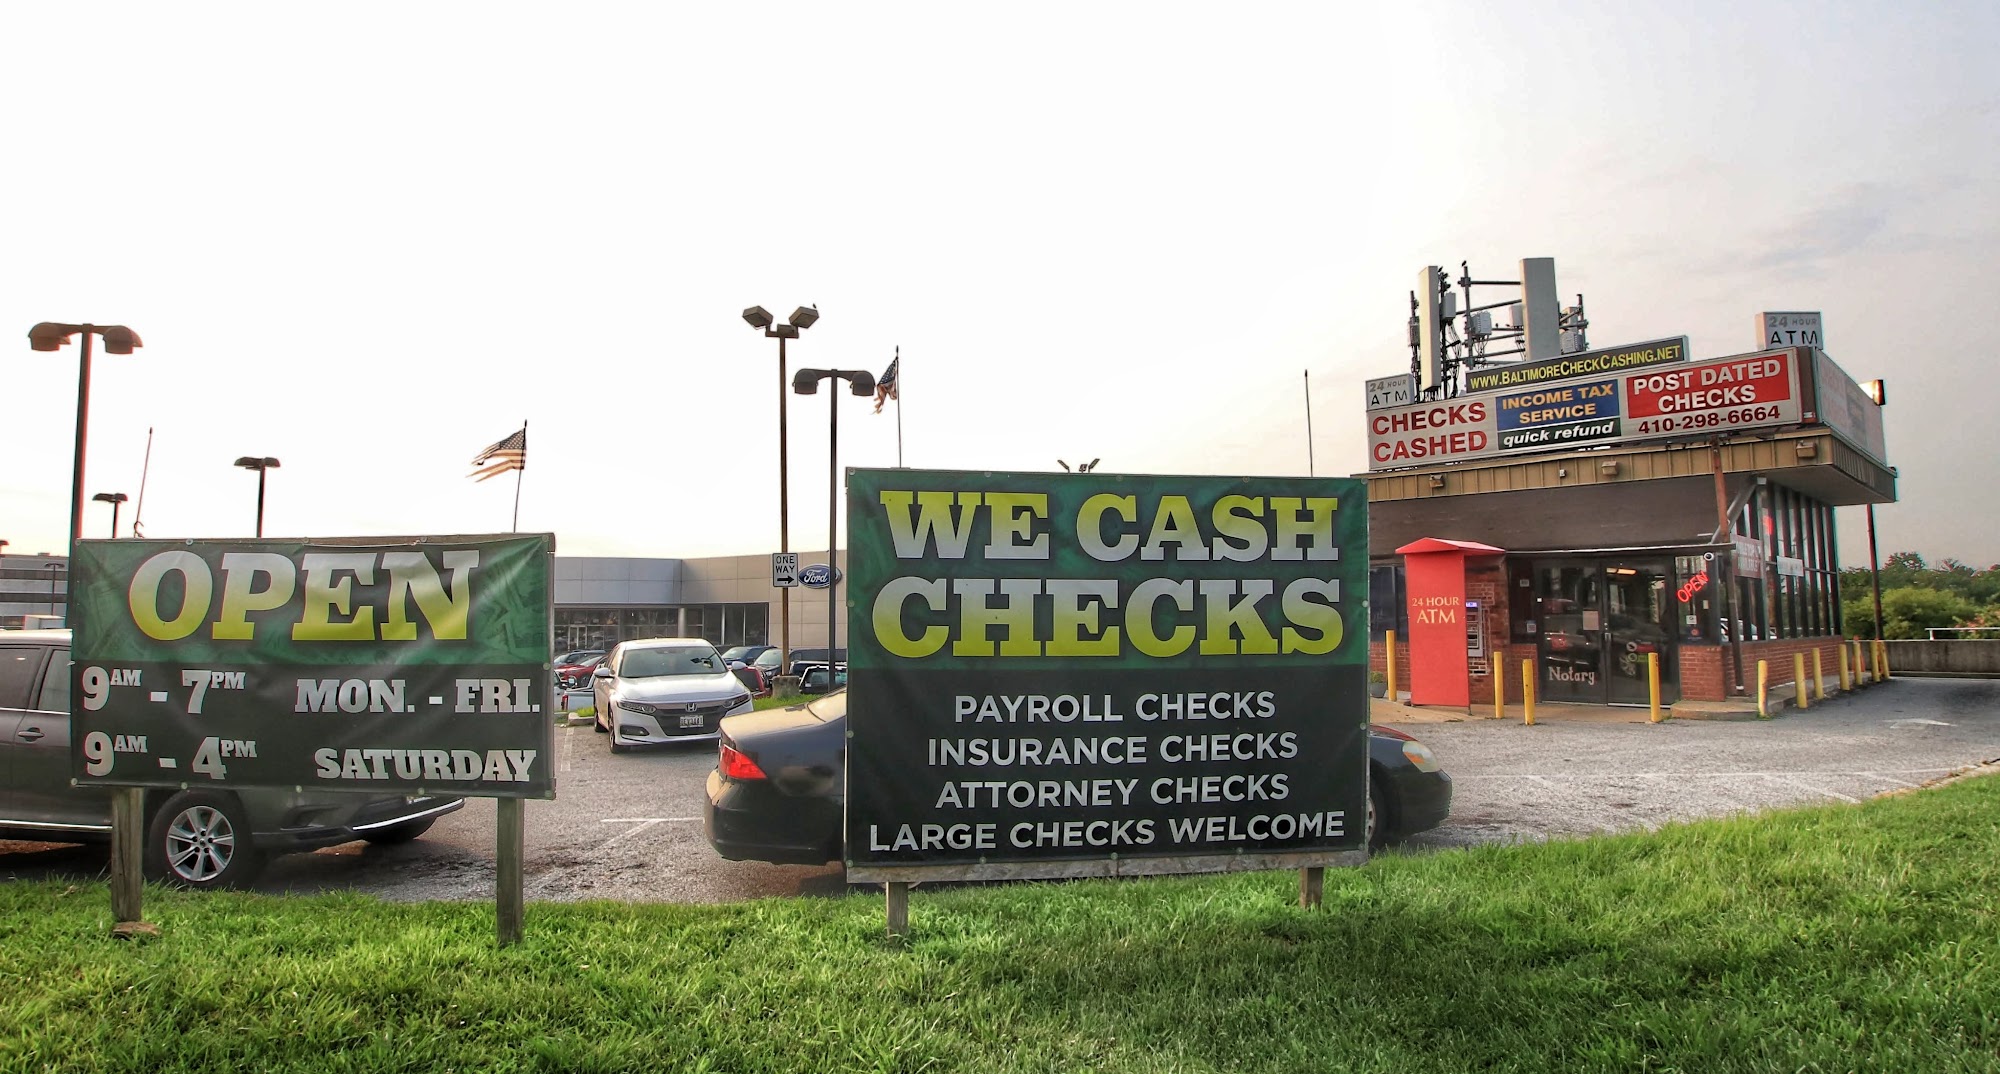 OPEN
9AM - 7PM MON. - FRI.
9AM - 4PM SATURDAY
ONE
WAY
Ford
WE CASH
CHECKS
PAYROLL CHECKS
INSURANCE CHECKS
ATTORNEY CHECKS
LARGE CHECKS WELCOME
24 HOUR
ATM
WWW.BALTIMORECHECKCASHING.NET
24 HOUR
ATM
CHECKS
CASHED
INCOME TAX
SERVICE
quick refund
POST DATED
CHECKS
410-298-6664
24 HOUR
ATM
OPEN
Notary